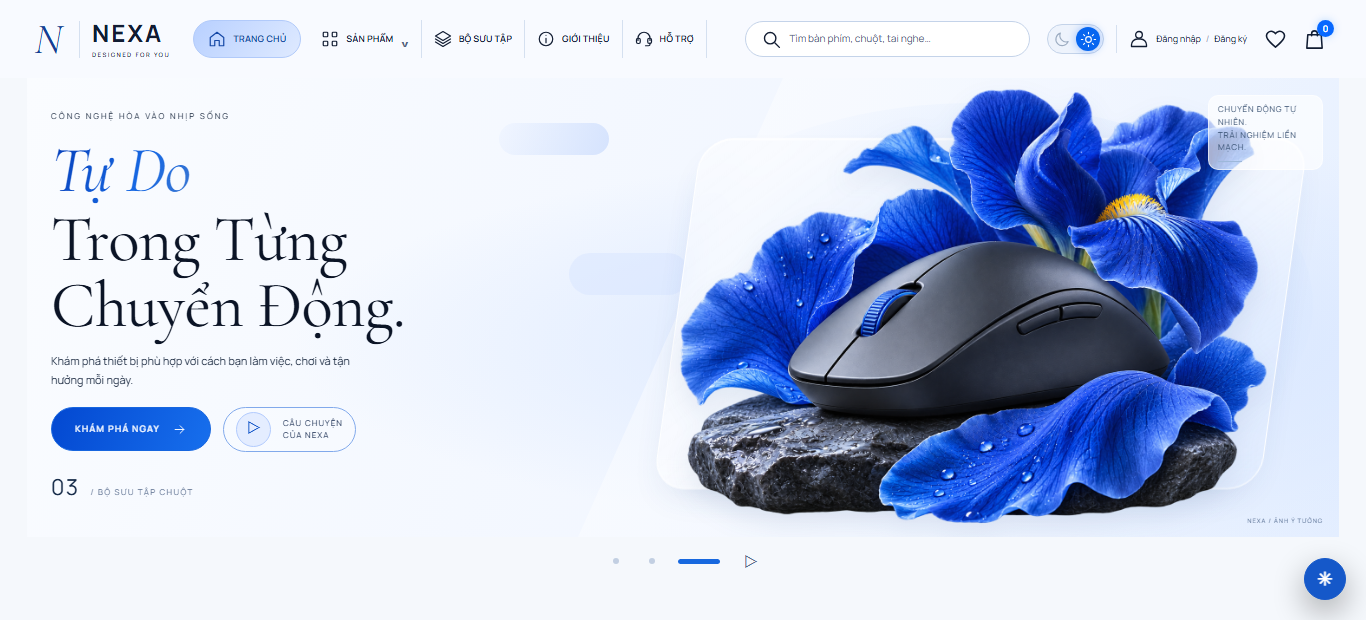 N
NEXA
DESIGNED FOR YOU
TRANG CHỦ
SẢN PHẨM
BỘ SƯU TẬP
GIỚI THIỆU
HỖ TRỢ
Tìm bàn phím, chuột, tai nghe...
Đăng nhập / Đăng ký
0
CÔNG NGHỆ HÒA VÀO NHỊP SỐNG
Tự Do
Trong Từng
Chuyển Động.
Khám phá thiết bị phù hợp với cách bạn làm việc, chơi và tận
hưởng mỗi ngày.
KHÁM PHÁ NGAY
CÂU CHUYỆN
CỦA NEXA
03 / BỘ SƯU TẬP CHUỘT
CHUYỂN ĐỘNG TỰ
NHIÊN.
TRẢI NGHIỆM LIỀN
MẠCH.
NEXA / ẢNH Ý TƯỞNG